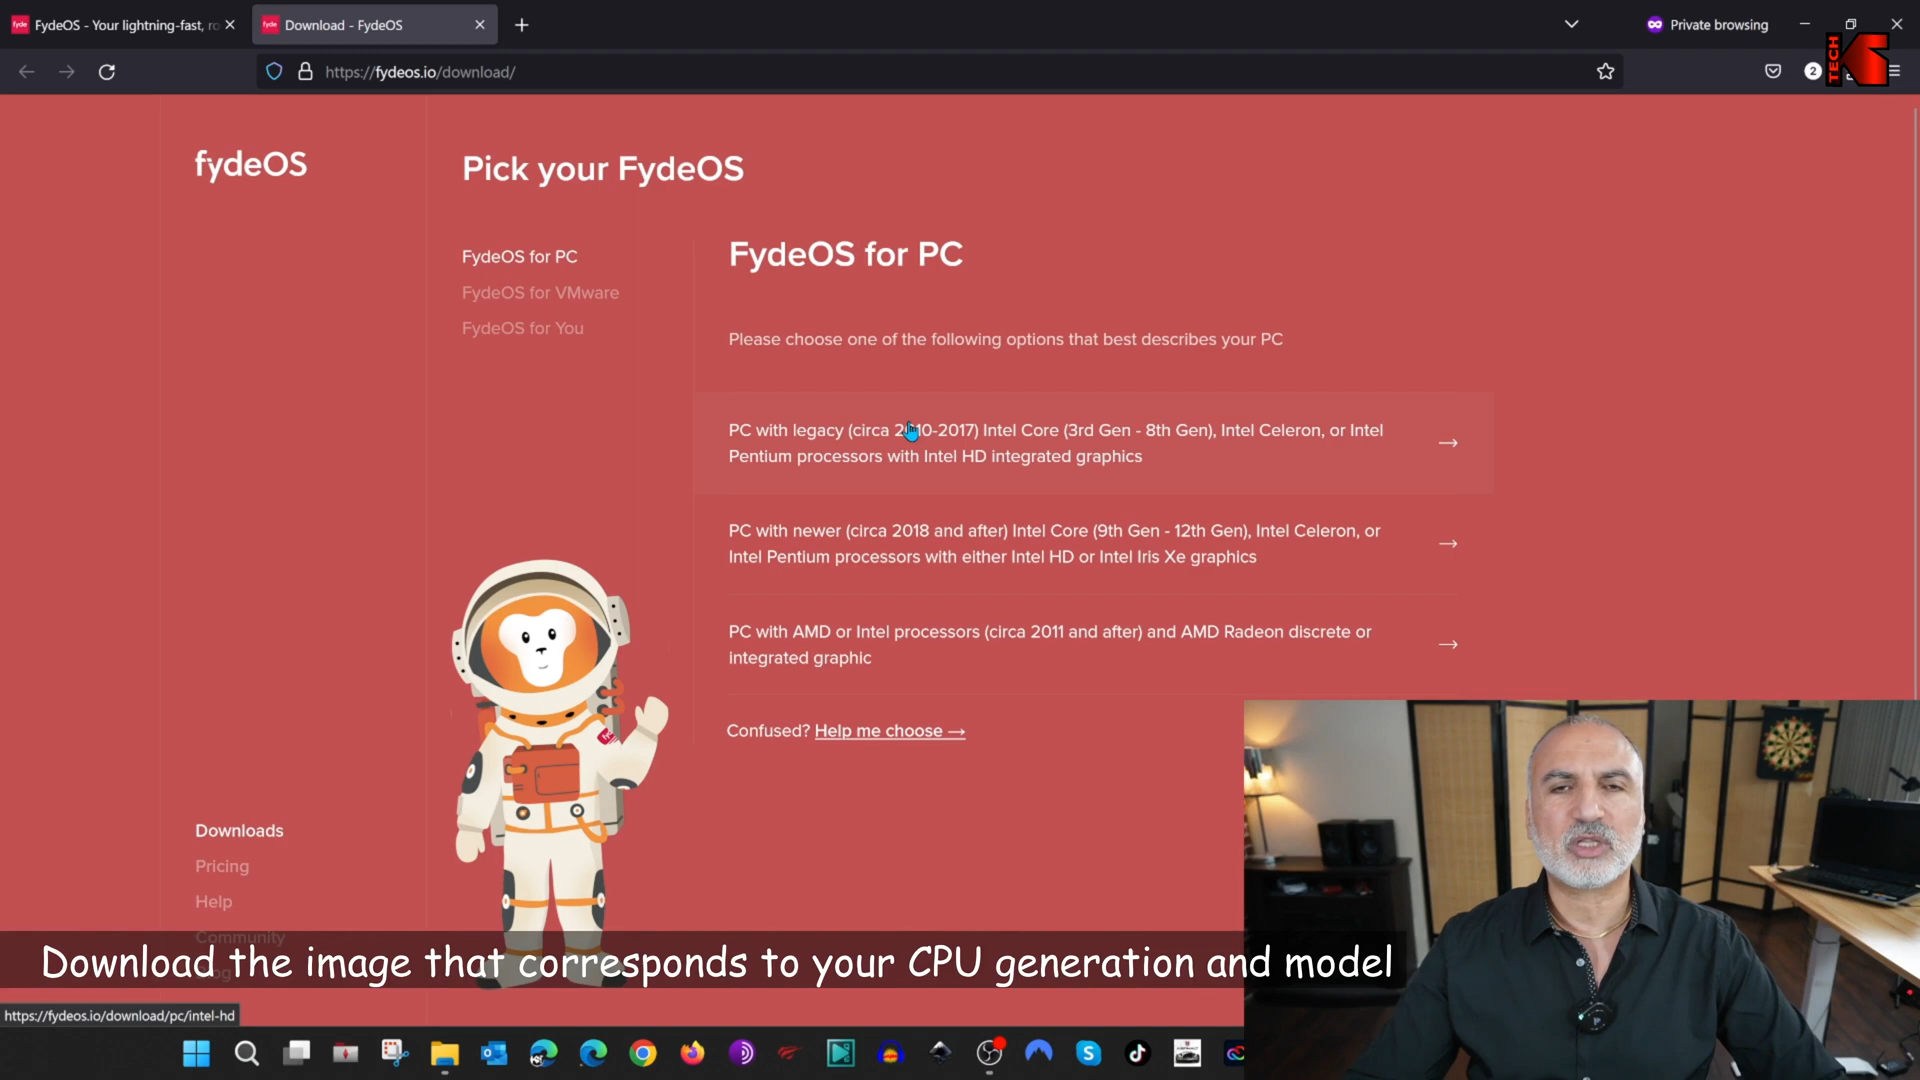 FydeOS - Your lightning-fast, ro
Download - FydeOS
Private browsing
TECH
https://fydeos.io/download/
2
fydeOS
Pick your FydeOS
FydeOS for PC
FydeOS for VMware
FydeOS for You
FydeOS for PC
Please choose one of the following options that best describes your PC
PC with legacy (circa 2010-2017) Intel Core (3rd Gen - 8th Gen), Intel Celeron, or Intel
Pentium processors with Intel HD integrated graphics
PC with newer (circa 2018 and after) Intel Core (9th Gen - 12th Gen), Intel Celeron, or
Intel Pentium processors with either Intel HD or Intel Iris Xe graphics
PC with AMD or Intel processors (circa 2011 and after) and AMD Radeon discrete or
integrated graphic
Confused? Help me choose →
Downloads
Pricing
Help
Community
Download the image that corresponds to your CPU generation and model
https://fydeos.io/download/pc/intel-hd